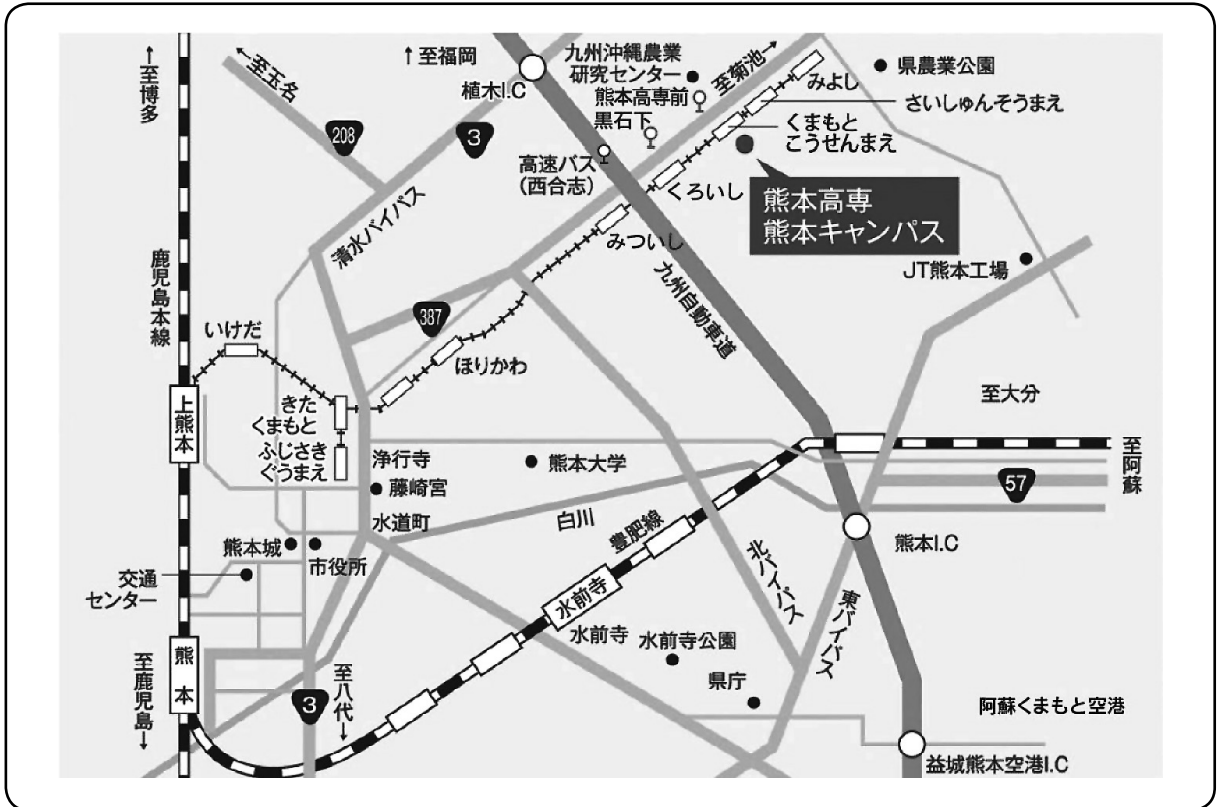 ↑至博多
←至玉名
↑至福岡
植木I.C
九州沖縄農業
研究センター
熊本高専前
黒石下
至菊池→
みよし
県農業公園
さいしゅんそうまえ
くまもと
こうせんまえ
208
3
高速バス
(西合志)
くろいし
熊本高専
熊本キャンパス
清水バイパス
みついし
JT熊本工場
鹿児島本線
九州自動車道
387
いけだ
ほりかわ
上熊本
きた
くまもと
ふじさき
ぐうまえ
至大分
至阿蘇
浄行寺
熊本大学
藤崎宮
57
水道町
白川
豊肥線
熊本城
市役所
熊本I.C
交通
センター
北バイパス
東バイパス
水前寺
水前寺
水前寺公園
熊本
至鹿児島↓
3
至八代↓
県庁
阿蘇くまもと空港
益城熊本空港I.C